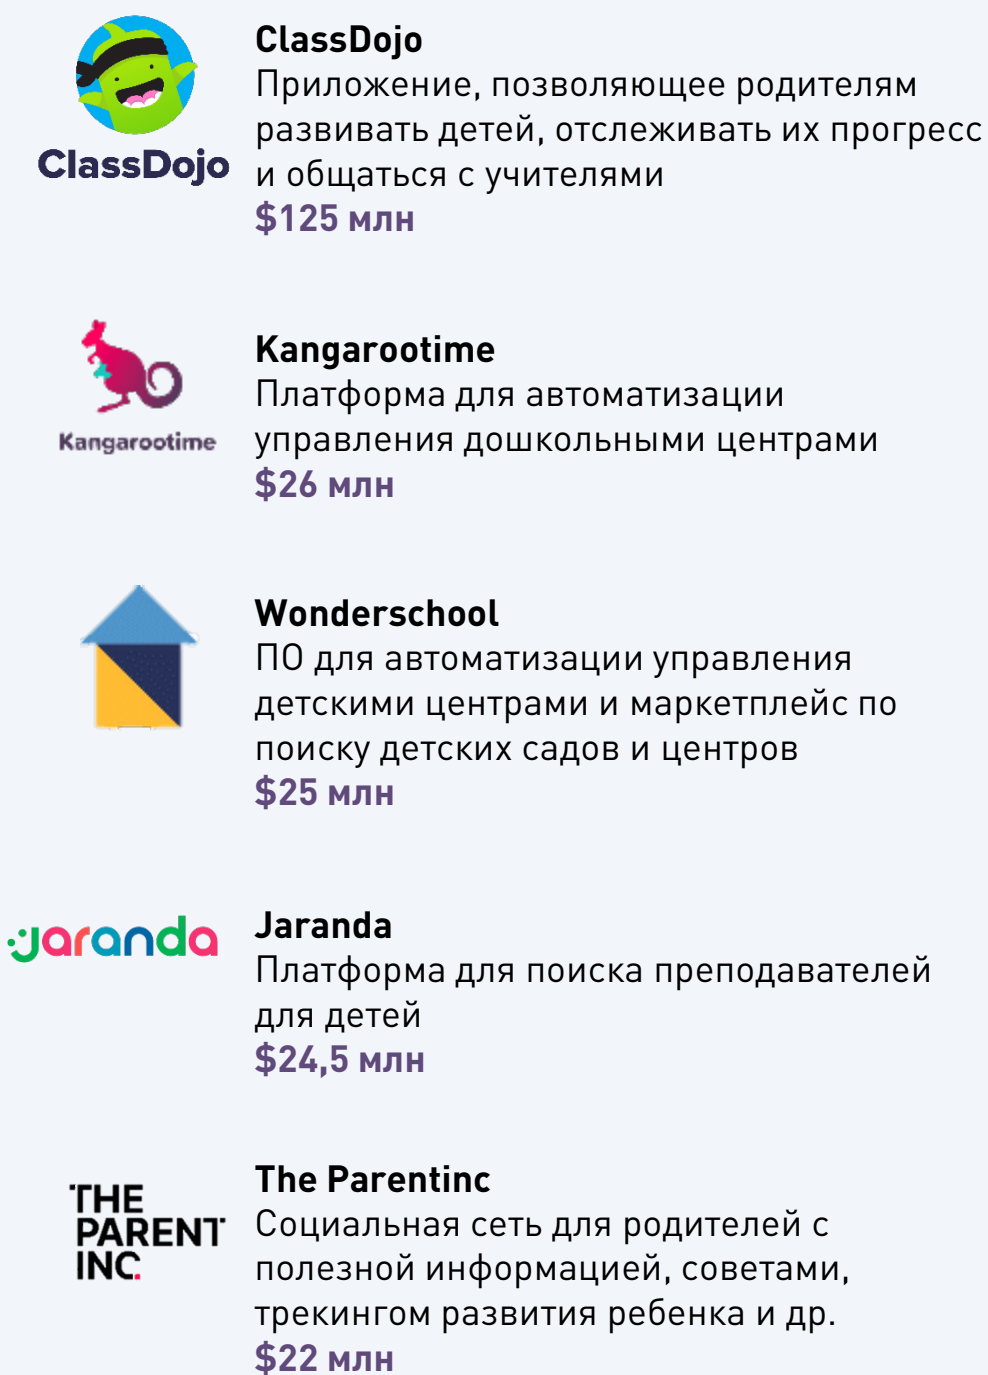 ClassDojo
ClassDojo
Приложение, позволяющее родителям
развивать детей, отслеживать их прогресс
и общаться с учителями
$125 млн
Kangarootime
Kangarootime
Платформа для автоматизации
управления дошкольными центрами
$26 млн
Wonderschool
ПО для автоматизации управления
детскими центрами и маркетплейс по
поиску детских садов и центров
$25 млн
jaranda
Jaranda
Платформа для поиска преподавателей
для детей
$24,5 млн
THE
PARENT
INC.
The Parentinc
Социальная сеть для родителей с
полезной информацией, советами,
трекингом развития ребенка и др.
$22 млн